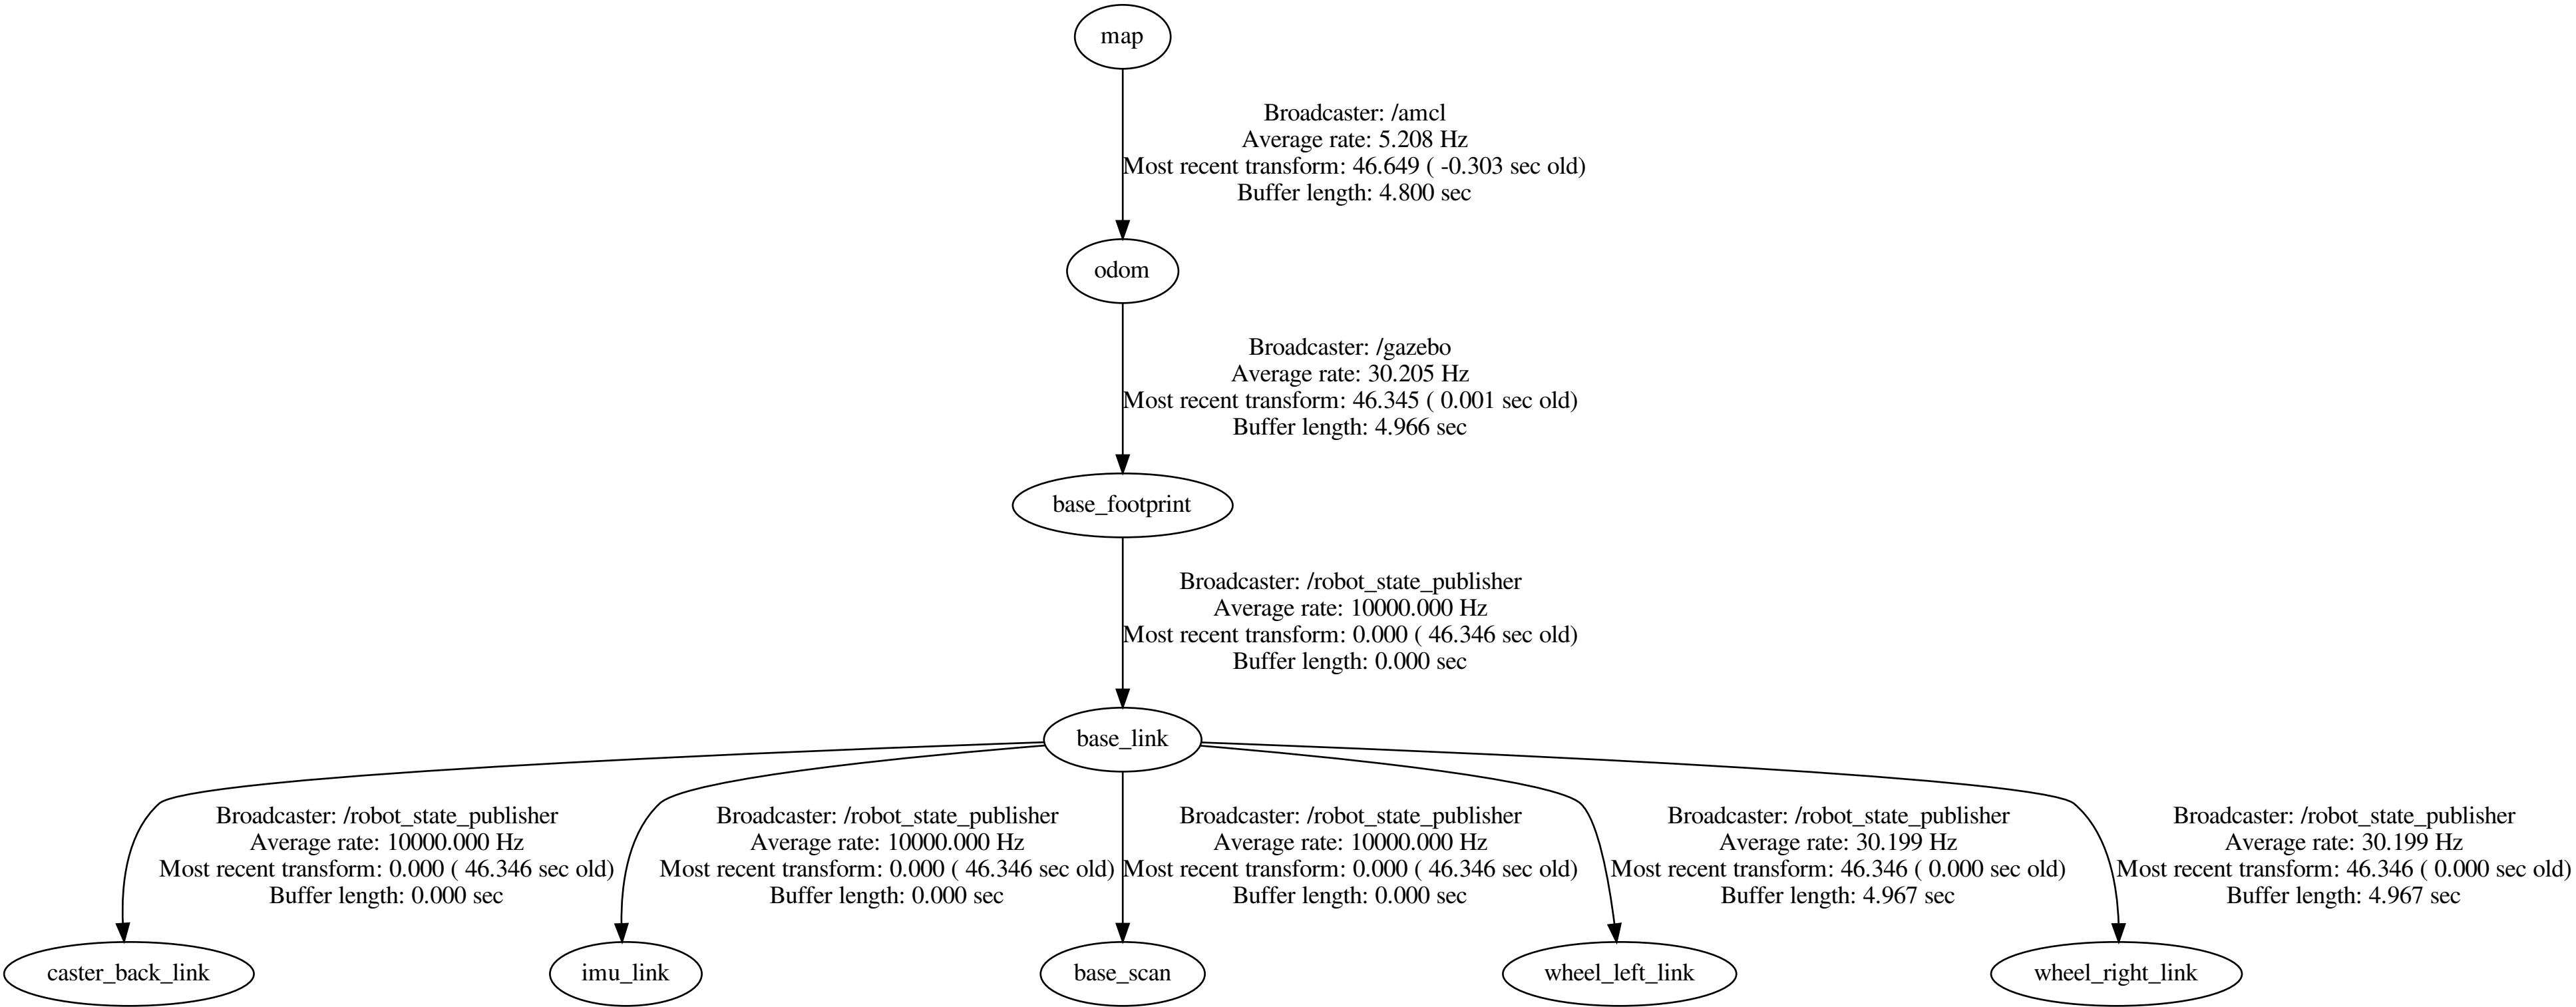 map
Broadcaster: /amcl
Average rate: 5.208 Hz
Most recent transform: 46.649 ( -0.303 sec old)
Buffer length: 4.800 sec
odom
Broadcaster: /gazebo
Average rate: 30.205 Hz
Most recent transform: 46.345 ( 0.001 sec old)
Buffer length: 4.966 sec
base_footprint
Broadcaster: /robot_state_publisher
Average rate: 10000.000 Hz
Most recent transform: 0.000 ( 46.346 sec old)
Buffer length: 0.000 sec
base_link
Broadcaster: /robot_state_publisher
Average rate: 10000.000 Hz
Most recent transform: 0.000 ( 46.346 sec old)
Buffer length: 0.000 sec
Broadcaster: /robot_state_publisher
Average rate: 10000.000 Hz
Most recent transform: 0.000 ( 46.346 sec old)
Buffer length: 0.000 sec
Broadcaster: /robot_state_publisher
Average rate: 10000.000 Hz
Most recent transform: 0.000 ( 46.346 sec old)
Buffer length: 0.000 sec
Broadcaster: /robot_state_publisher
Average rate: 30.199 Hz
Most recent transform: 46.346 ( 0.000 sec old)
Buffer length: 4.967 sec
Broadcaster: /robot_state_publisher
Average rate: 30.199 Hz
Most recent transform: 46.346 ( 0.000 sec old)
Buffer length: 4.967 sec
caster_back_link
imu_link
base_scan
wheel_left_link
wheel_right_link